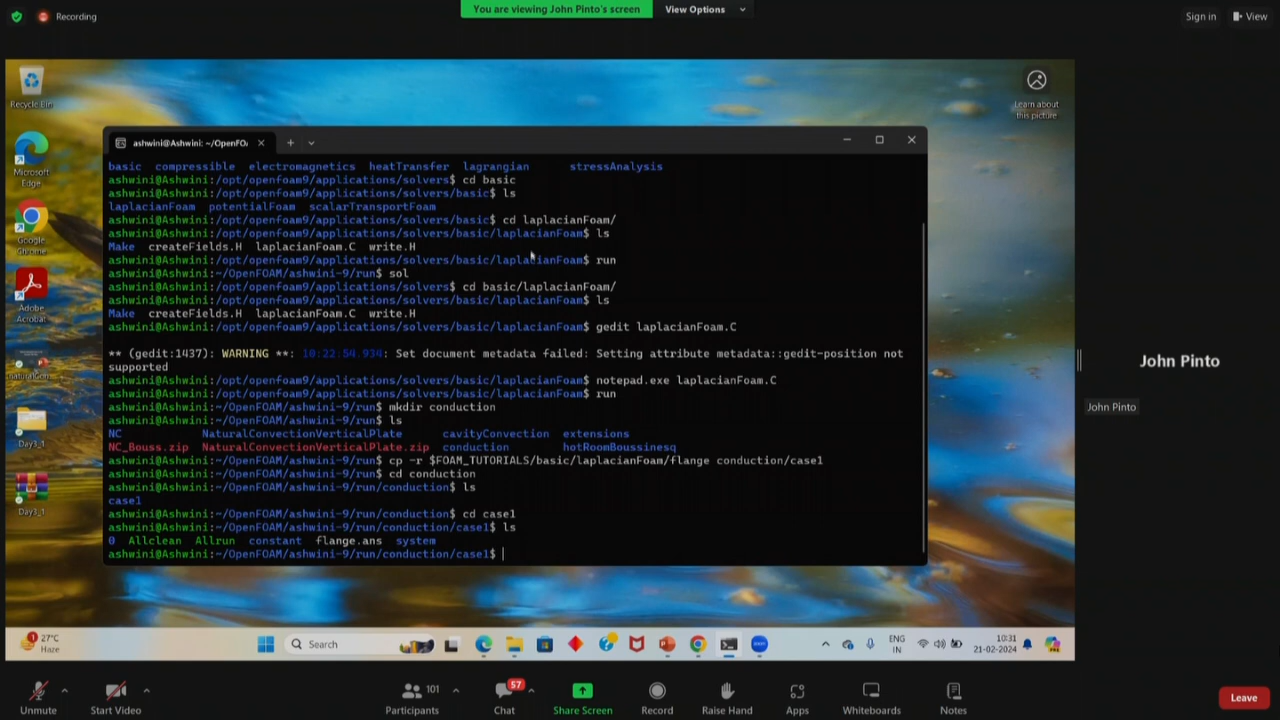 You are viewing John Pinto's screen
View Options
Recording
Sign in
View
Recycle Bin
Learn about
this picture
Microsoft
Edge
Google
Chrome
Adobe
Acrobat
Day3_1
Day3_1
ashwini@Ashwini: ~/OpenFO
basic compressible electromagnetics heatTransfer lagrangian stressAnalysis
ashwini@Ashwini:/opt/openfoam9/applications/solvers$ cd basic
ashwini@Ashwini:/opt/openfoam9/applications/solvers/basic$ ls
laplacianFoam potentialFoam scalarTransportFoam
ashwini@Ashwini:/opt/openfoam9/applications/solvers/basic$ cd laplacianFoam/
ashwini@Ashwini:/opt/openfoam9/applications/solvers/basic/laplacianFoam$ ls
Make createFields.H laplacianFoam.C write.H
ashwini@Ashwini:/opt/openfoam9/applications/solvers/basic/laplacianFoam$ run
ashwini@Ashwini:~/OpenFOAM/ashwini-9/run$ sol
ashwini@Ashwini:/opt/openfoam9/applications/solvers$ cd basic/laplacianFoam/
ashwini@Ashwini:/opt/openfoam9/applications/solvers/basic/laplacianFoam$ ls
Make createFields.H laplacianFoam.C write.H
ashwini@Ashwini:/opt/openfoam9/applications/solvers/basic/laplacianFoam$ gedit laplacianFoam.C
** (gedit:1437): WARNING **: 10:22:54.934: Set document metadata failed: Setting attribute metadata::gedit-position not
supported
ashwini@Ashwini:/opt/openfoam9/applications/solvers/basic/laplacianFoam$ notepad.exe laplacianFoam.C
ashwini@Ashwini:/opt/openfoam9/applications/solvers/basic/laplacianFoam$ run
ashwini@Ashwini:~/OpenFOAM/ashwini-9/run$ mkdir conduction
ashwini@Ashwini:~/OpenFOAM/ashwini-9/run$ ls
NC NaturalConvectionVerticalPlate cavityConvection extensions
NC_Bouss.zip NaturalConvectionVerticalPlate.zip conduction hotRoomBoussinesq
ashwini@Ashwini:~/OpenFOAM/ashwini-9/run$ cp -r $FOAM_TUTORIALS/basic/laplacianFoam/flange conduction/case1
ashwini@Ashwini:~/OpenFOAM/ashwini-9/run$ cd conduction
ashwini@Ashwini:~/OpenFOAM/ashwini-9/run/conduction$ ls
case1
ashwini@Ashwini:~/OpenFOAM/ashwini-9/run/conduction$ cd case1
ashwini@Ashwini:~/OpenFOAM/ashwini-9/run/conduction/case1$ ls
0 Allclean Allrun constant flange.ans system
ashwini@Ashwini:~/OpenFOAM/ashwini-9/run/conduction/case1$
John Pinto
John Pinto
1
27°C
Haze
Search
ENG
IN
10:31
21-02-2024
Unmute
Start Video
101
Participants
57
Chat
Share Screen
Record
Raise Hand
Apps
Whiteboards
Notes
Leave